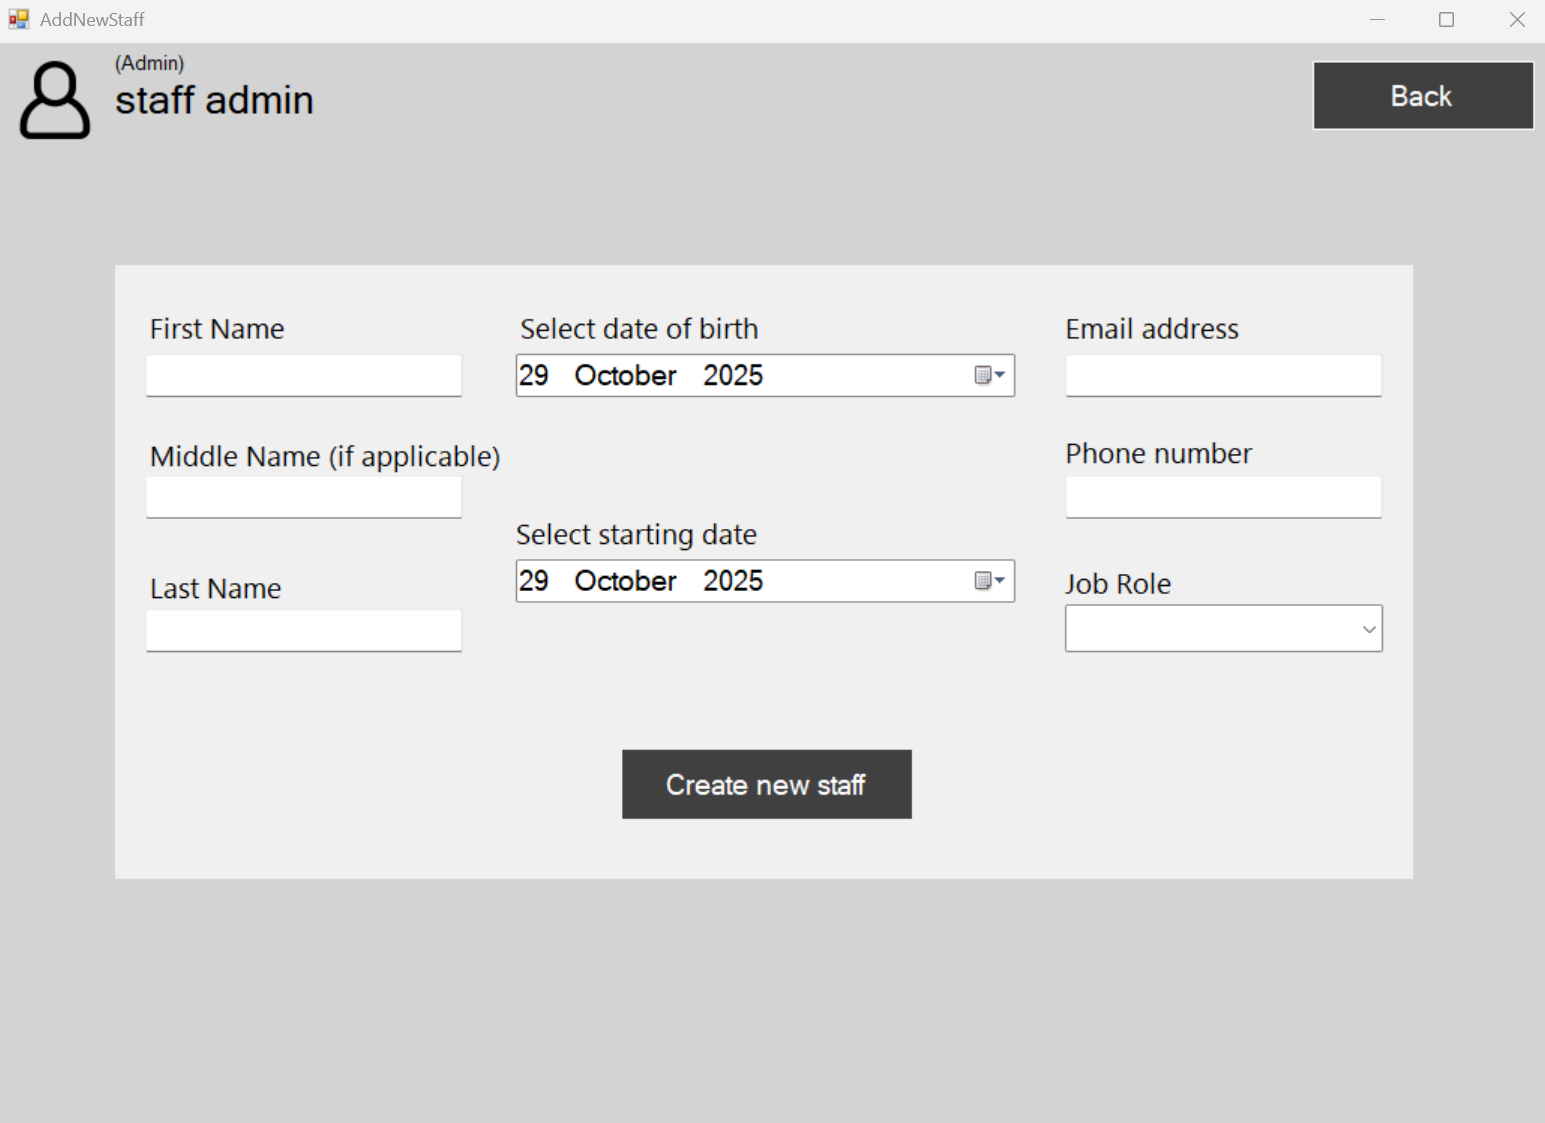 AddNewStaff
(Admin)
staff admin
Back
First Name
Select date of birth
29 October 2025
Email address
Middle Name (if applicable)
Phone number
Select starting date
29 October 2025
Last Name
Job Role
Create new staff